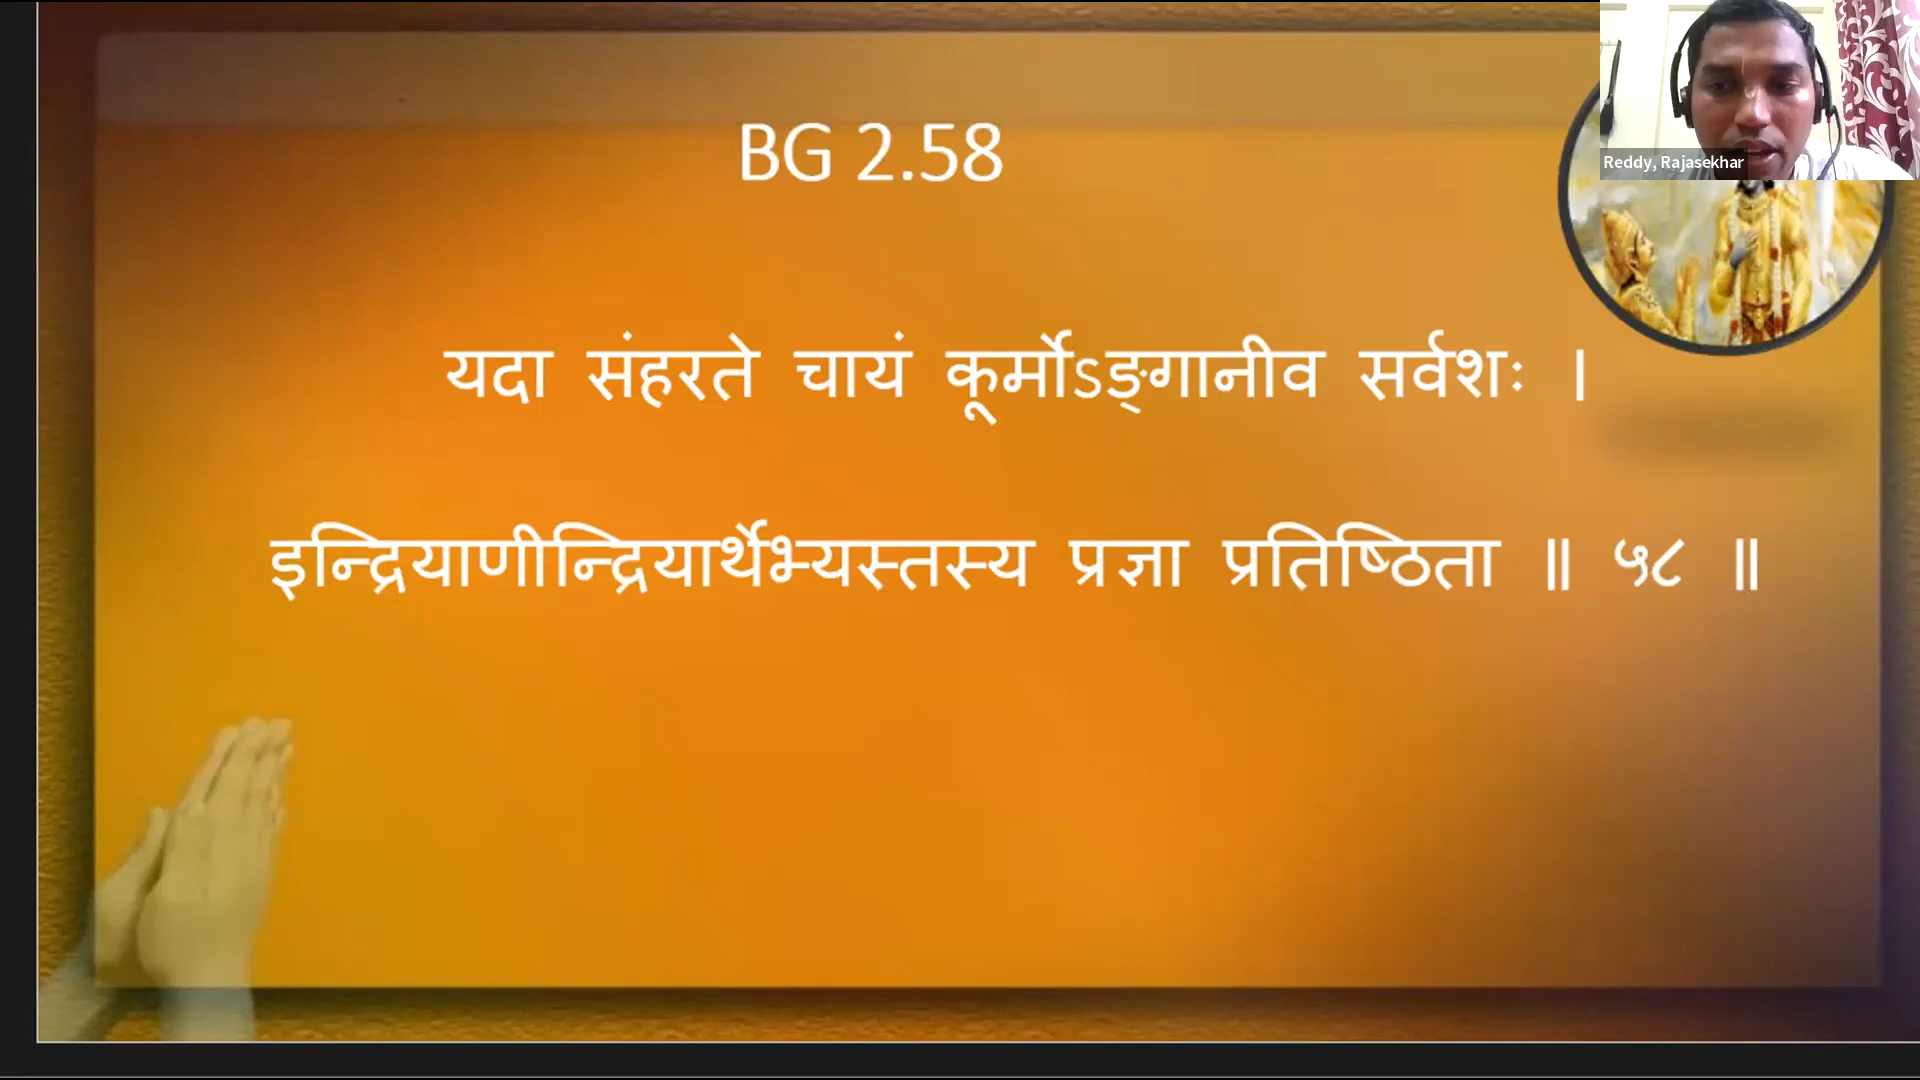 BG 2.58
Reddy, Rajasekhar
यदा संहरते चायं कूर्मोऽङ्गानीव सर्वशः ।
इन्द्रियाणीन्द्रियार्थेभ्यस्तस्य प्रज्ञा प्रतिष्ठिता ॥ ५८ ॥